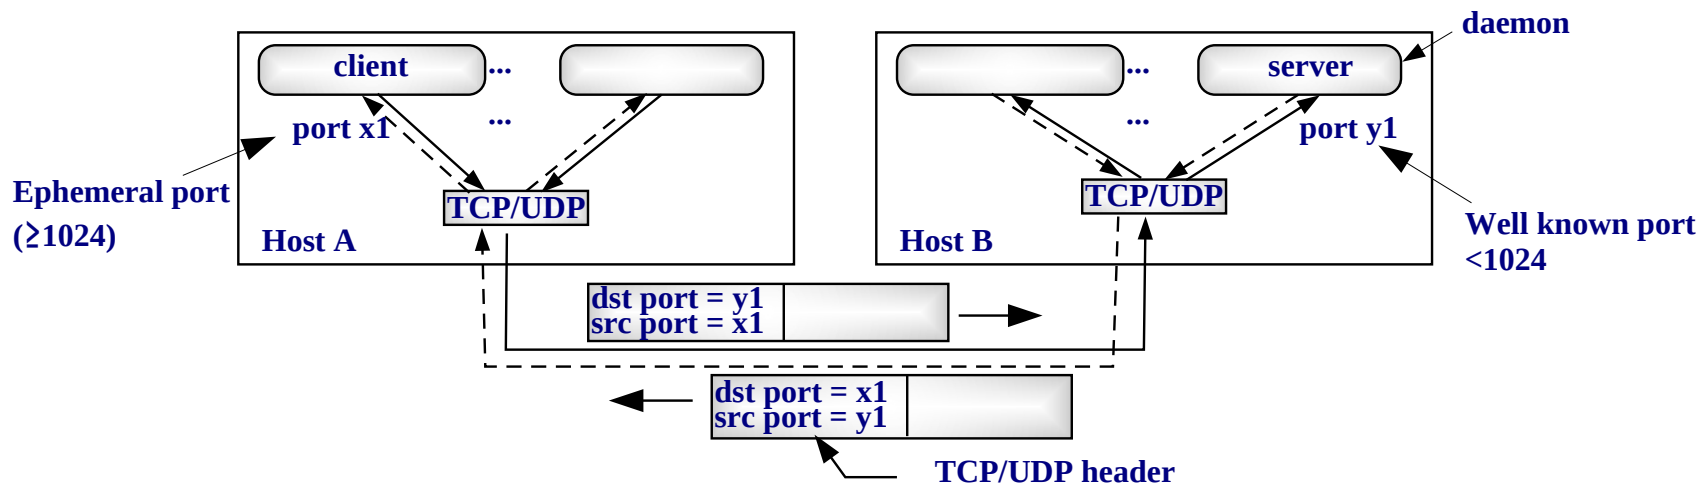 daemon
client
...
...
server
...
port x1
...
port y1
Ephemeral port
(≥1024)
TCP/UDP
TCP/UDP
Host A
Host B
Well known port
<1024
dst port = y1
src port = x1
dst port = x1
src port = y1
TCP/UDP header